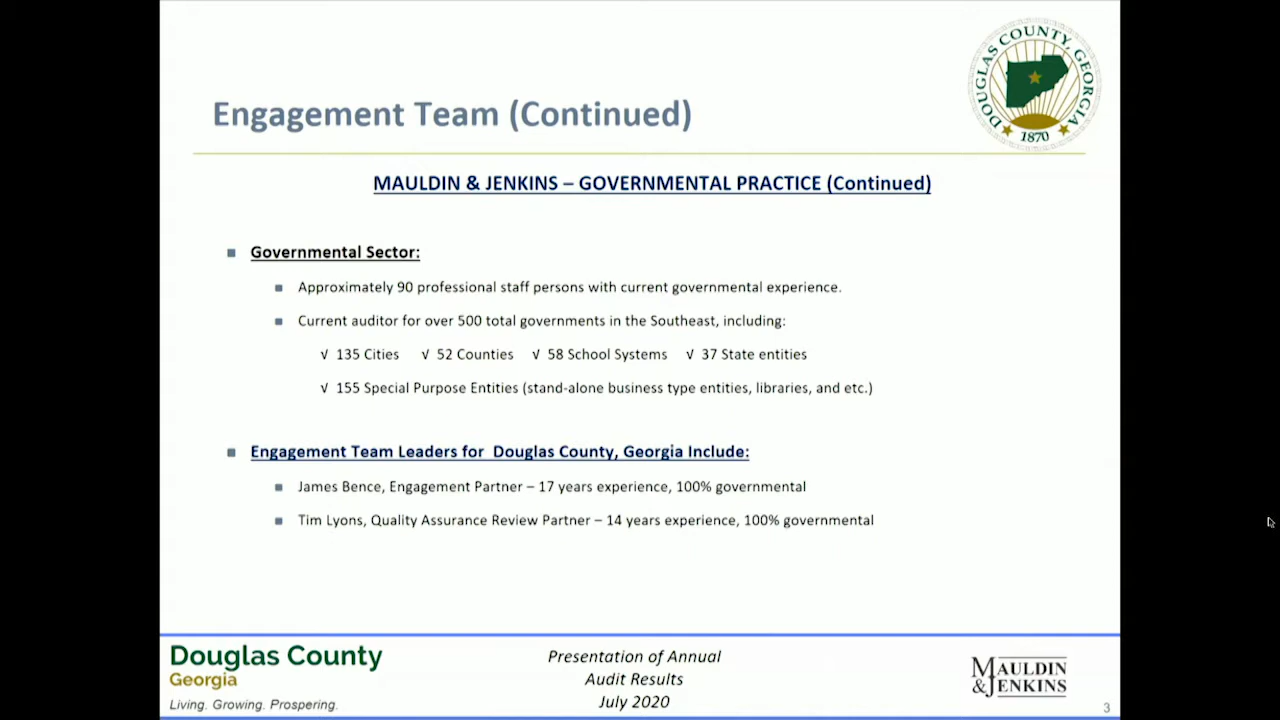 DOUGLAS COUNTY, GEORGIA
1870
Engagement Team (Continued)
MAULDIN & JENKINS – GOVERNMENTAL PRACTICE (Continued)
Governmental Sector:
Approximately 90 professional staff persons with current governmental experience.
Current auditor for over 500 total governments in the Southeast, including:
√ 135 Cities √ 52 Counties √ 58 School Systems √ 37 State entities
√ 155 Special Purpose Entities (stand-alone business type entities, libraries, and etc.)
Engagement Team Leaders for Douglas County, Georgia Include:
James Bence, Engagement Partner – 17 years experience, 100% governmental
Tim Lyons, Quality Assurance Review Partner – 14 years experience, 100% governmental
Douglas County
Georgia
Living. Growing. Prospering.
Presentation of Annual
Audit Results
July 2020
MAULDIN
& JENKINS
3